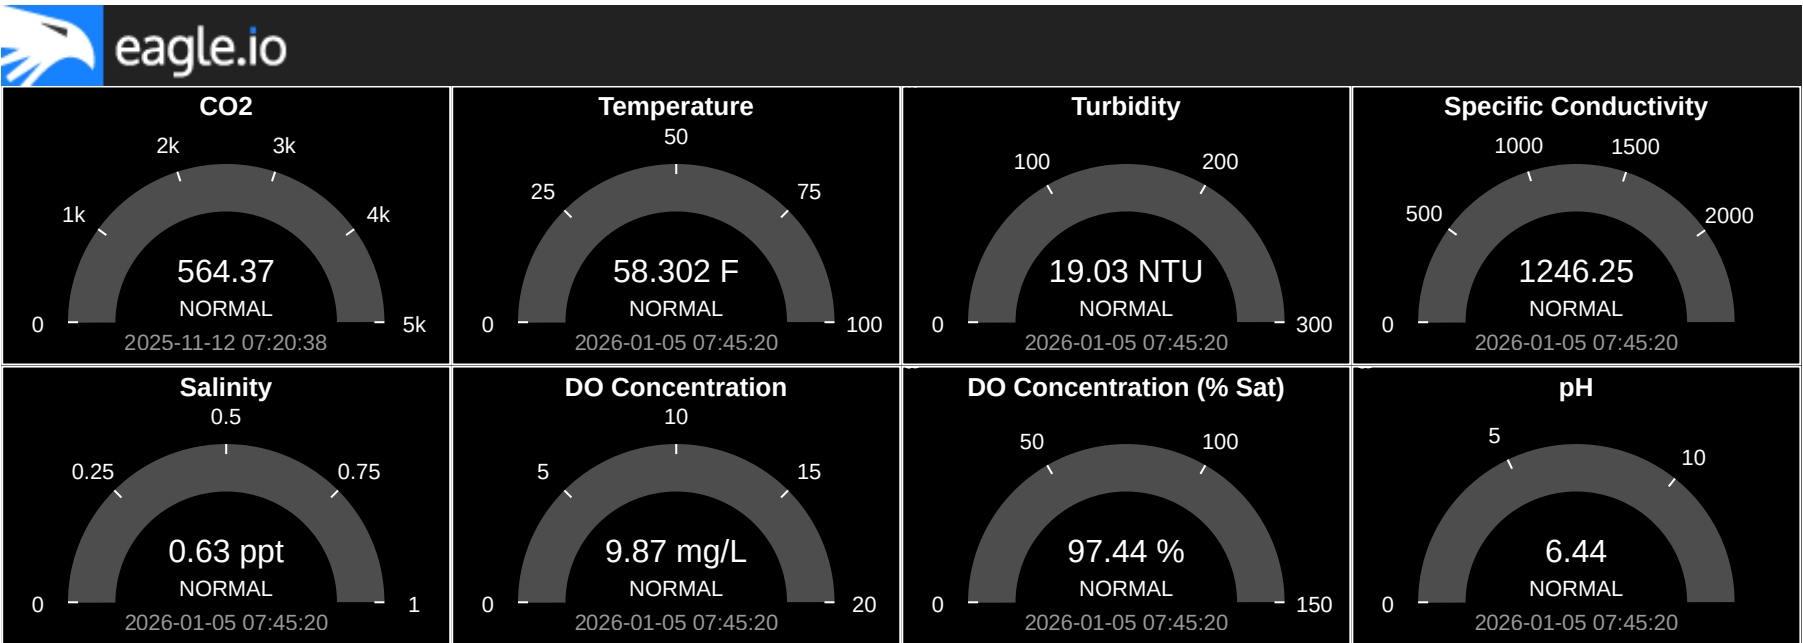 eagle.io
CO2
2k 3k
1k 4k
564.37
NORMAL
0 5k
2025-11-12 07:20:38
Temperature
50
25 75
58.302 F
NORMAL
0 100
2026-01-05 07:45:20
Turbidity
100 200
19.03 NTU
NORMAL
0 300
2026-01-05 07:45:20
Specific Conductivity
1000 1500
500 2000
1246.25
NORMAL
0
2026-01-05 07:45:20
Salinity
0.5
0.25 0.75
0.63 ppt
NORMAL
0 1
2026-01-05 07:45:20
DO Concentration
10
5 15
9.87 mg/L
NORMAL
0 20
2026-01-05 07:45:20
DO Concentration (% Sat)
50 100
97.44 %
NORMAL
0 150
2026-01-05 07:45:20
pH
5 10
6.44
NORMAL
0
2026-01-05 07:45:20